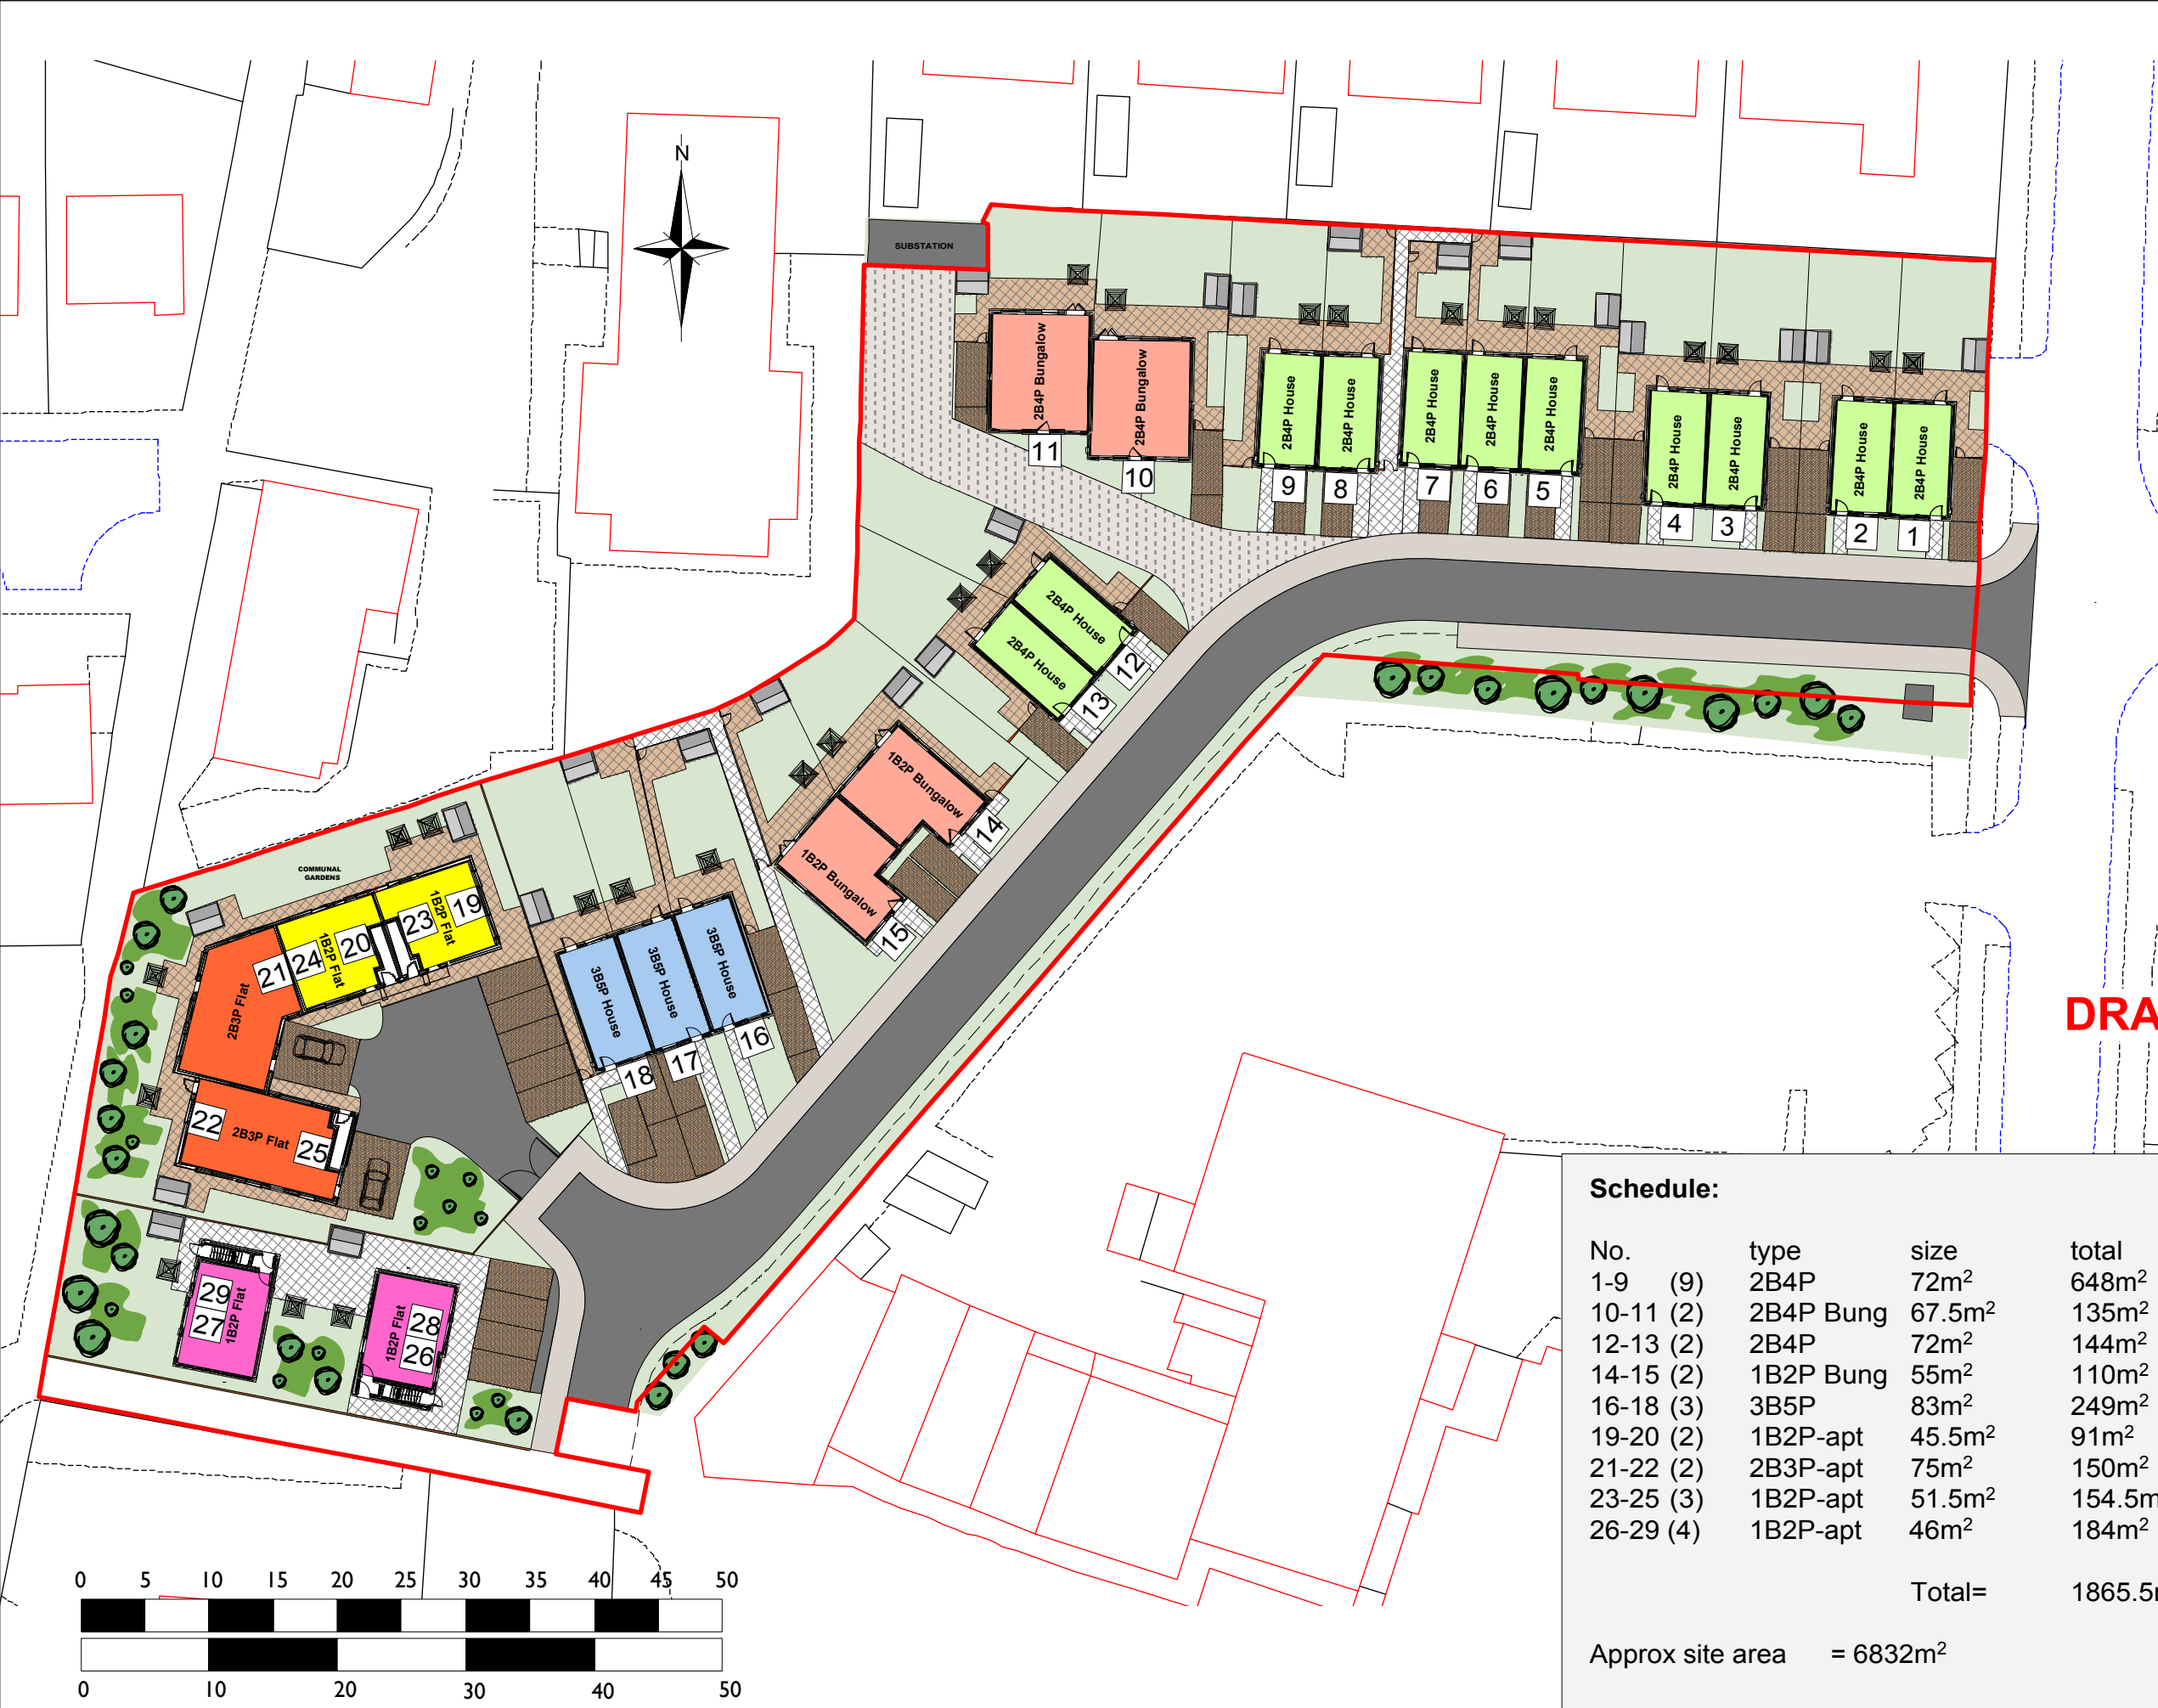 N
SUBSTATION
2B4P Bungalow
2B4P Bungalow
2B4P House
2B4P House
2B4P House
2B4P House
2B4P House
2B4P House
2B4P House
2B4P House
2B4P House
11
10
9
8
7
6
5
4
3
2
1
2B4P House
2B4P House
12
13
1B2P Bungalow
1B2P Bungalow
14
15
3B5P House
3B5P House
3B5P House
16
17
18
COMMUNAL
GARDENS
1B2P Flat
19
23
1B2P Flat
20
24
21
2B3P Flat
22
2B3P Flat
25
29
27
1B2P Flat
28
26
1B2P Flat
DRA
Schedule:
No. type size total
1-9 (9) 2B4P 72m² 648m²
10-11 (2) 2B4P Bung 67.5m² 135m²
12-13 (2) 2B4P 72m² 144m²
14-15 (2) 1B2P Bung 55m² 110m²
16-18 (3) 3B5P 83m² 249m²
19-20 (2) 1B2P-apt 45.5m² 91m²
21-22 (2) 2B3P-apt 75m² 150m²
23-25 (3) 1B2P-apt 51.5m² 154.5m
26-29 (4) 1B2P-apt 46m² 184m²
Total= 1865.5
Approx site area = 6832m²
0 5 10 15 20 25 30 35 40 45 50
0 10 20 30 40 50